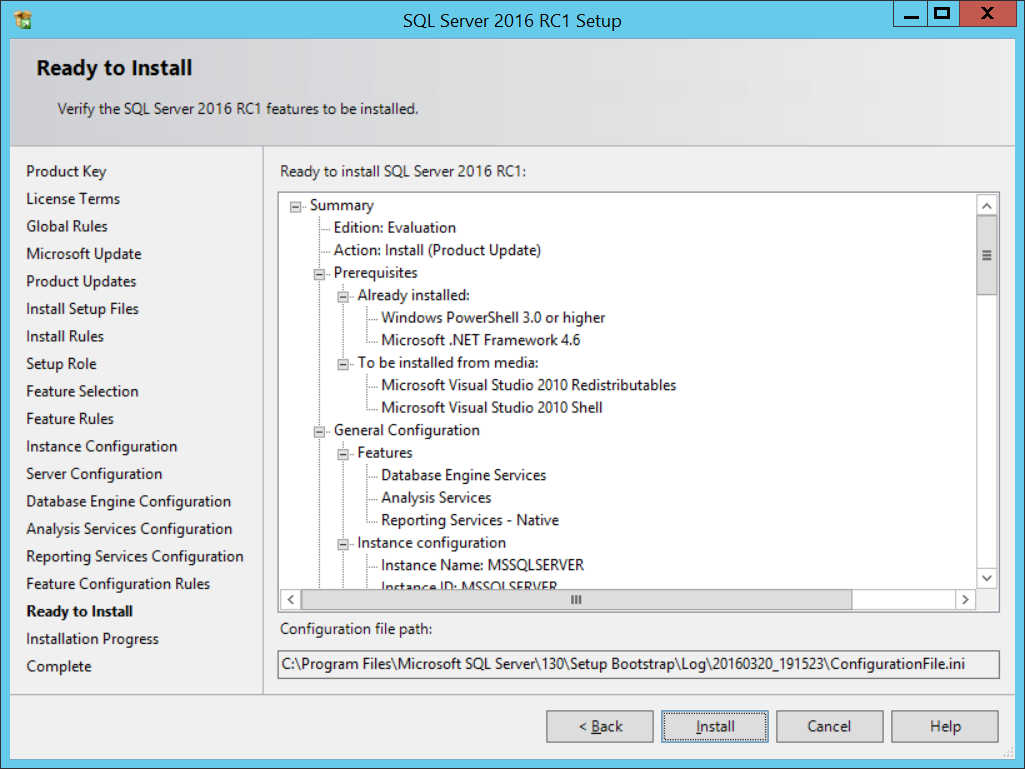 SQL Server 2016 RC1 Setup
Ready to Install
Verify the SQL Server 2016 RC1 features to be installed.
Product Key
License Terms
Global Rules
Microsoft Update
Product Updates
Install Setup Files
Install Rules
Setup Role
Feature Selection
Feature Rules
Instance Configuration
Server Configuration
Database Engine Configuration
Analysis Services Configuration
Reporting Services Configuration
Feature Configuration Rules
Ready to Install
Installation Progress
Complete
Ready to install SQL Server 2016 RC1:
Summary
Edition: Evaluation
Action: Install (Product Update)
Prerequisites
Already installed:
Windows PowerShell 3.0 or higher
Microsoft .NET Framework 4.6
To be installed from media:
Microsoft Visual Studio 2010 Redistributables
Microsoft Visual Studio 2010 Shell
General Configuration
Features
Database Engine Services
Analysis Services
Reporting Services - Native
Instance configuration
Instance Name: MSSQLSERVER
Instance ID: MSSQLSERVER
Configuration file path:
C:\Program Files\Microsoft SQL Server\130\Setup Bootstrap\Log\20160320_191523\ConfigurationFile.ini
< Back
Install
Cancel
Help